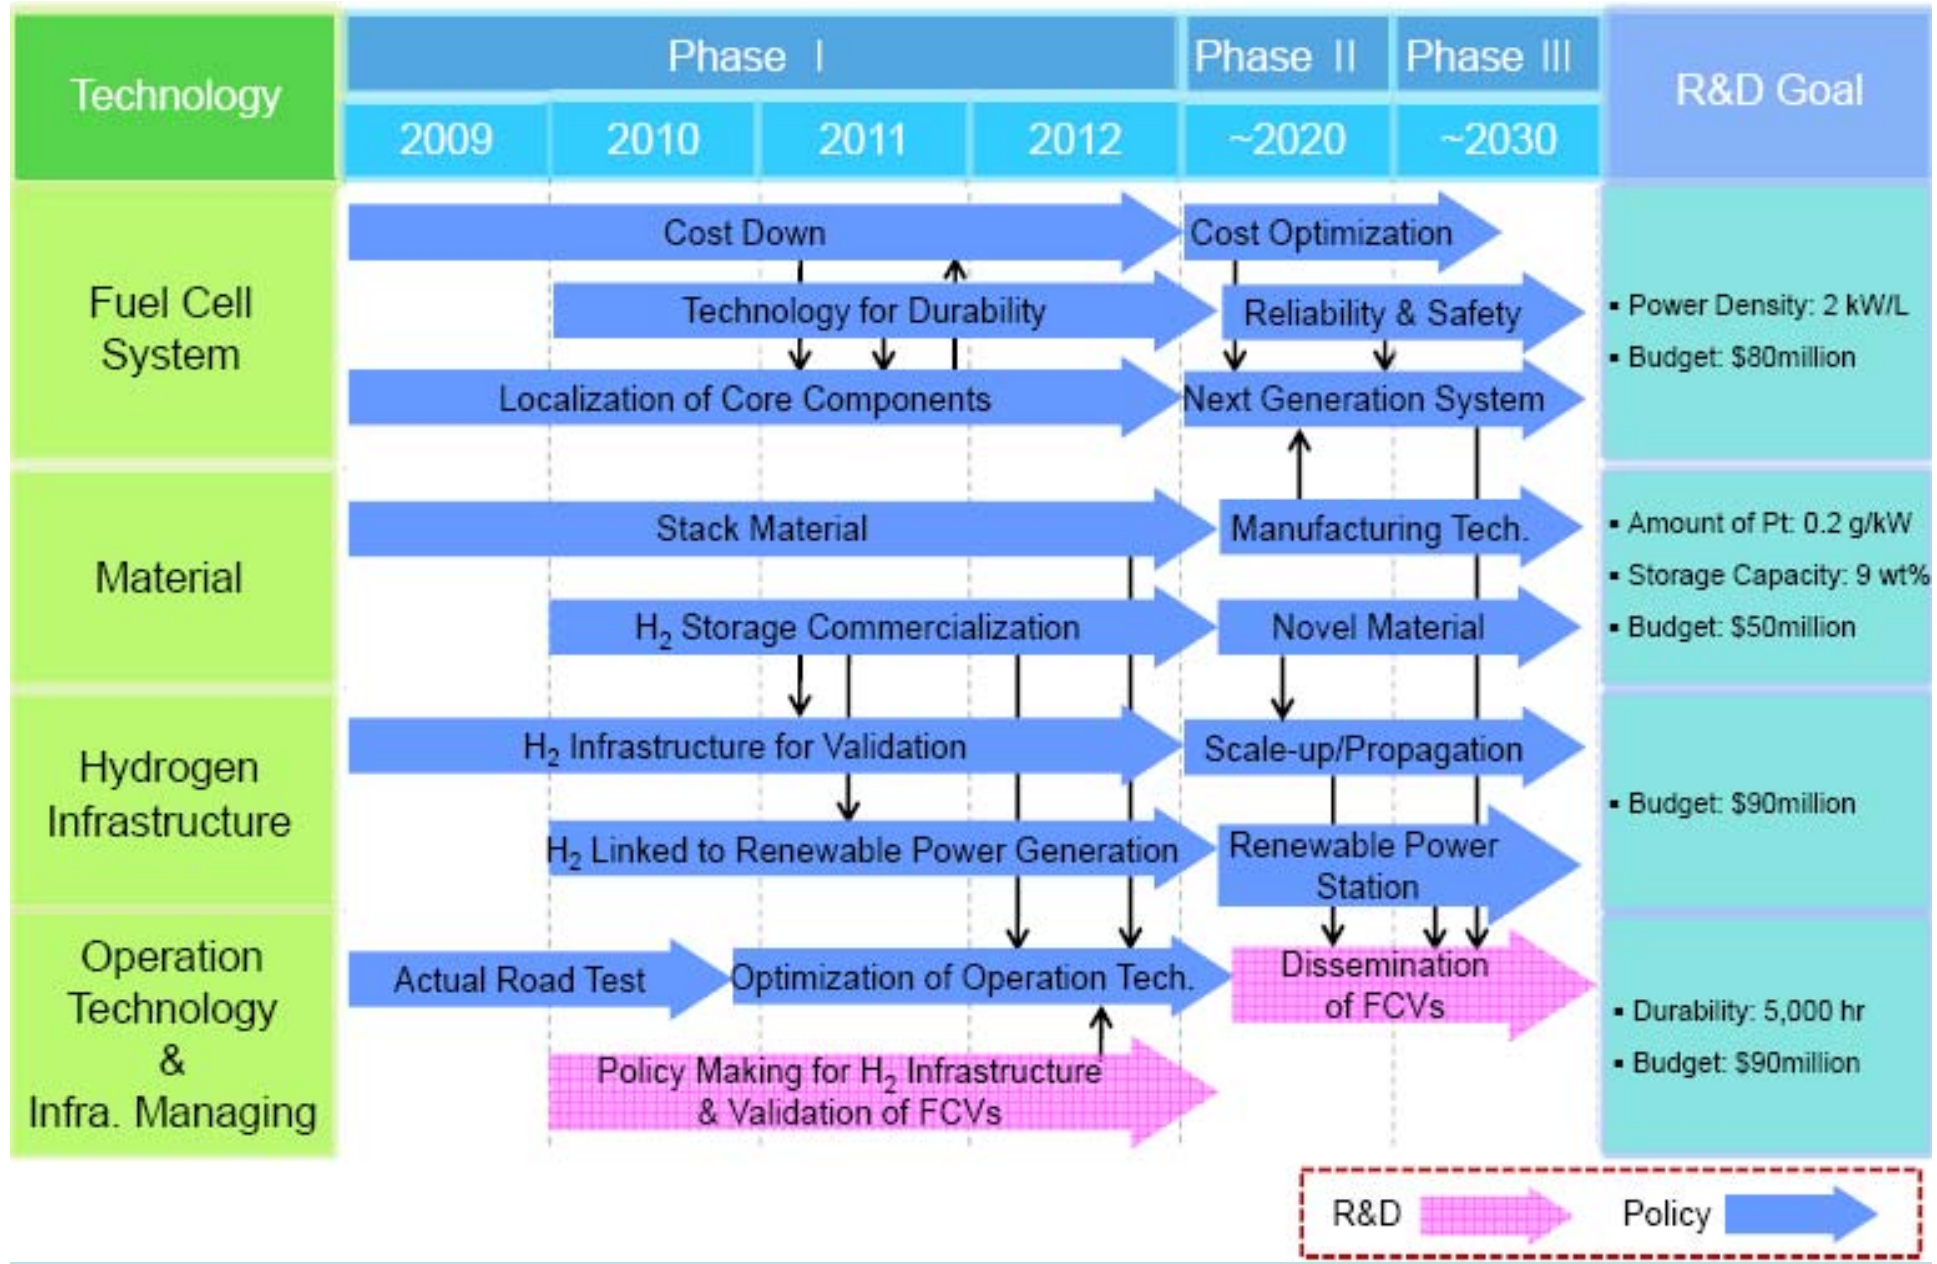 Technology
Phase I
Phase II
Phase III
R&D Goal
2009
2010
2011
2012
~2020
~2030
Fuel Cell
System
Cost Down
Cost Optimization
Technology for Durability
Reliability & Safety
Localization of Core Components
Next Generation System
▪ Power Density: 2 kW/L
▪ Budget: $80million
Material
Stack Material
Manufacturing Tech.
H₂ Storage Commercialization
Novel Material
▪ Amount of Pt: 0.2 g/kW
▪ Storage Capacity: 9 wt%
▪ Budget: $50million
Hydrogen
Infrastructure
H₂ Infrastructure for Validation
Scale-up/Propagation
H₂ Linked to Renewable Power Generation
Renewable Power
Station
▪ Budget: $90million
Operation
Technology
&
Infra. Managing
Actual Road Test
Optimization of Operation Tech.
Dissemination
of FCVs
Policy Making for H₂ Infrastructure
& Validation of FCVs
▪ Durability: 5,000 hr
▪ Budget: $90million
R&D
Policy